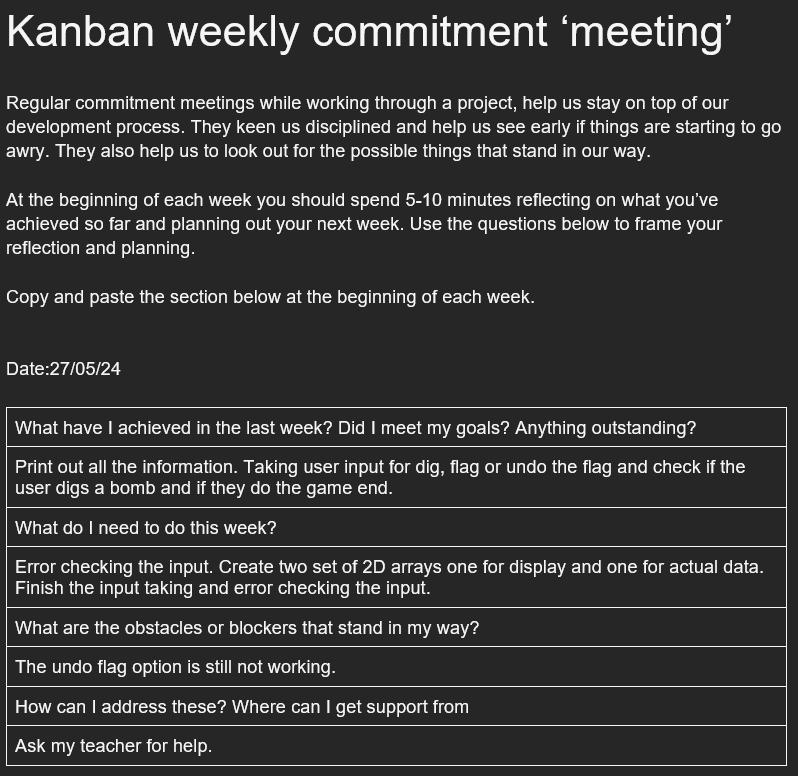 Kanban weekly commitment ‘meeting’
Regular commitment meetings while working through a project, help us stay on top of our
development process. They keen us disciplined and help us see early if things are starting to go
awry. They also help us to look out for the possible things that stand in our way.
At the beginning of each week you should spend 5-10 minutes reflecting on what you’ve
achieved so far and planning out your next week. Use the questions below to frame your
reflection and planning.
Copy and paste the section below at the beginning of each week.
Date:27/05/24
What have I achieved in the last week? Did I meet my goals? Anything outstanding?
Print out all the information. Taking user input for dig, flag or undo the flag and check if the
user digs a bomb and if they do the game end.
What do I need to do this week?
Error checking the input. Create two set of 2D arrays one for display and one for actual data.
Finish the input taking and error checking the input.
What are the obstacles or blockers that stand in my way?
The undo flag option is still not working.
How can I address these? Where can I get support from
Ask my teacher for help.